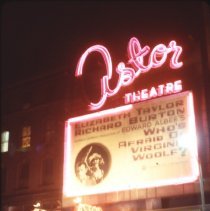 Astor
THEATRE
ELIZABETH TAYLOR
RICHARD BURTON
EDWARD ALBEE'S
WHO'S
AFRAID OF
VIRGINIA
WOOLF?